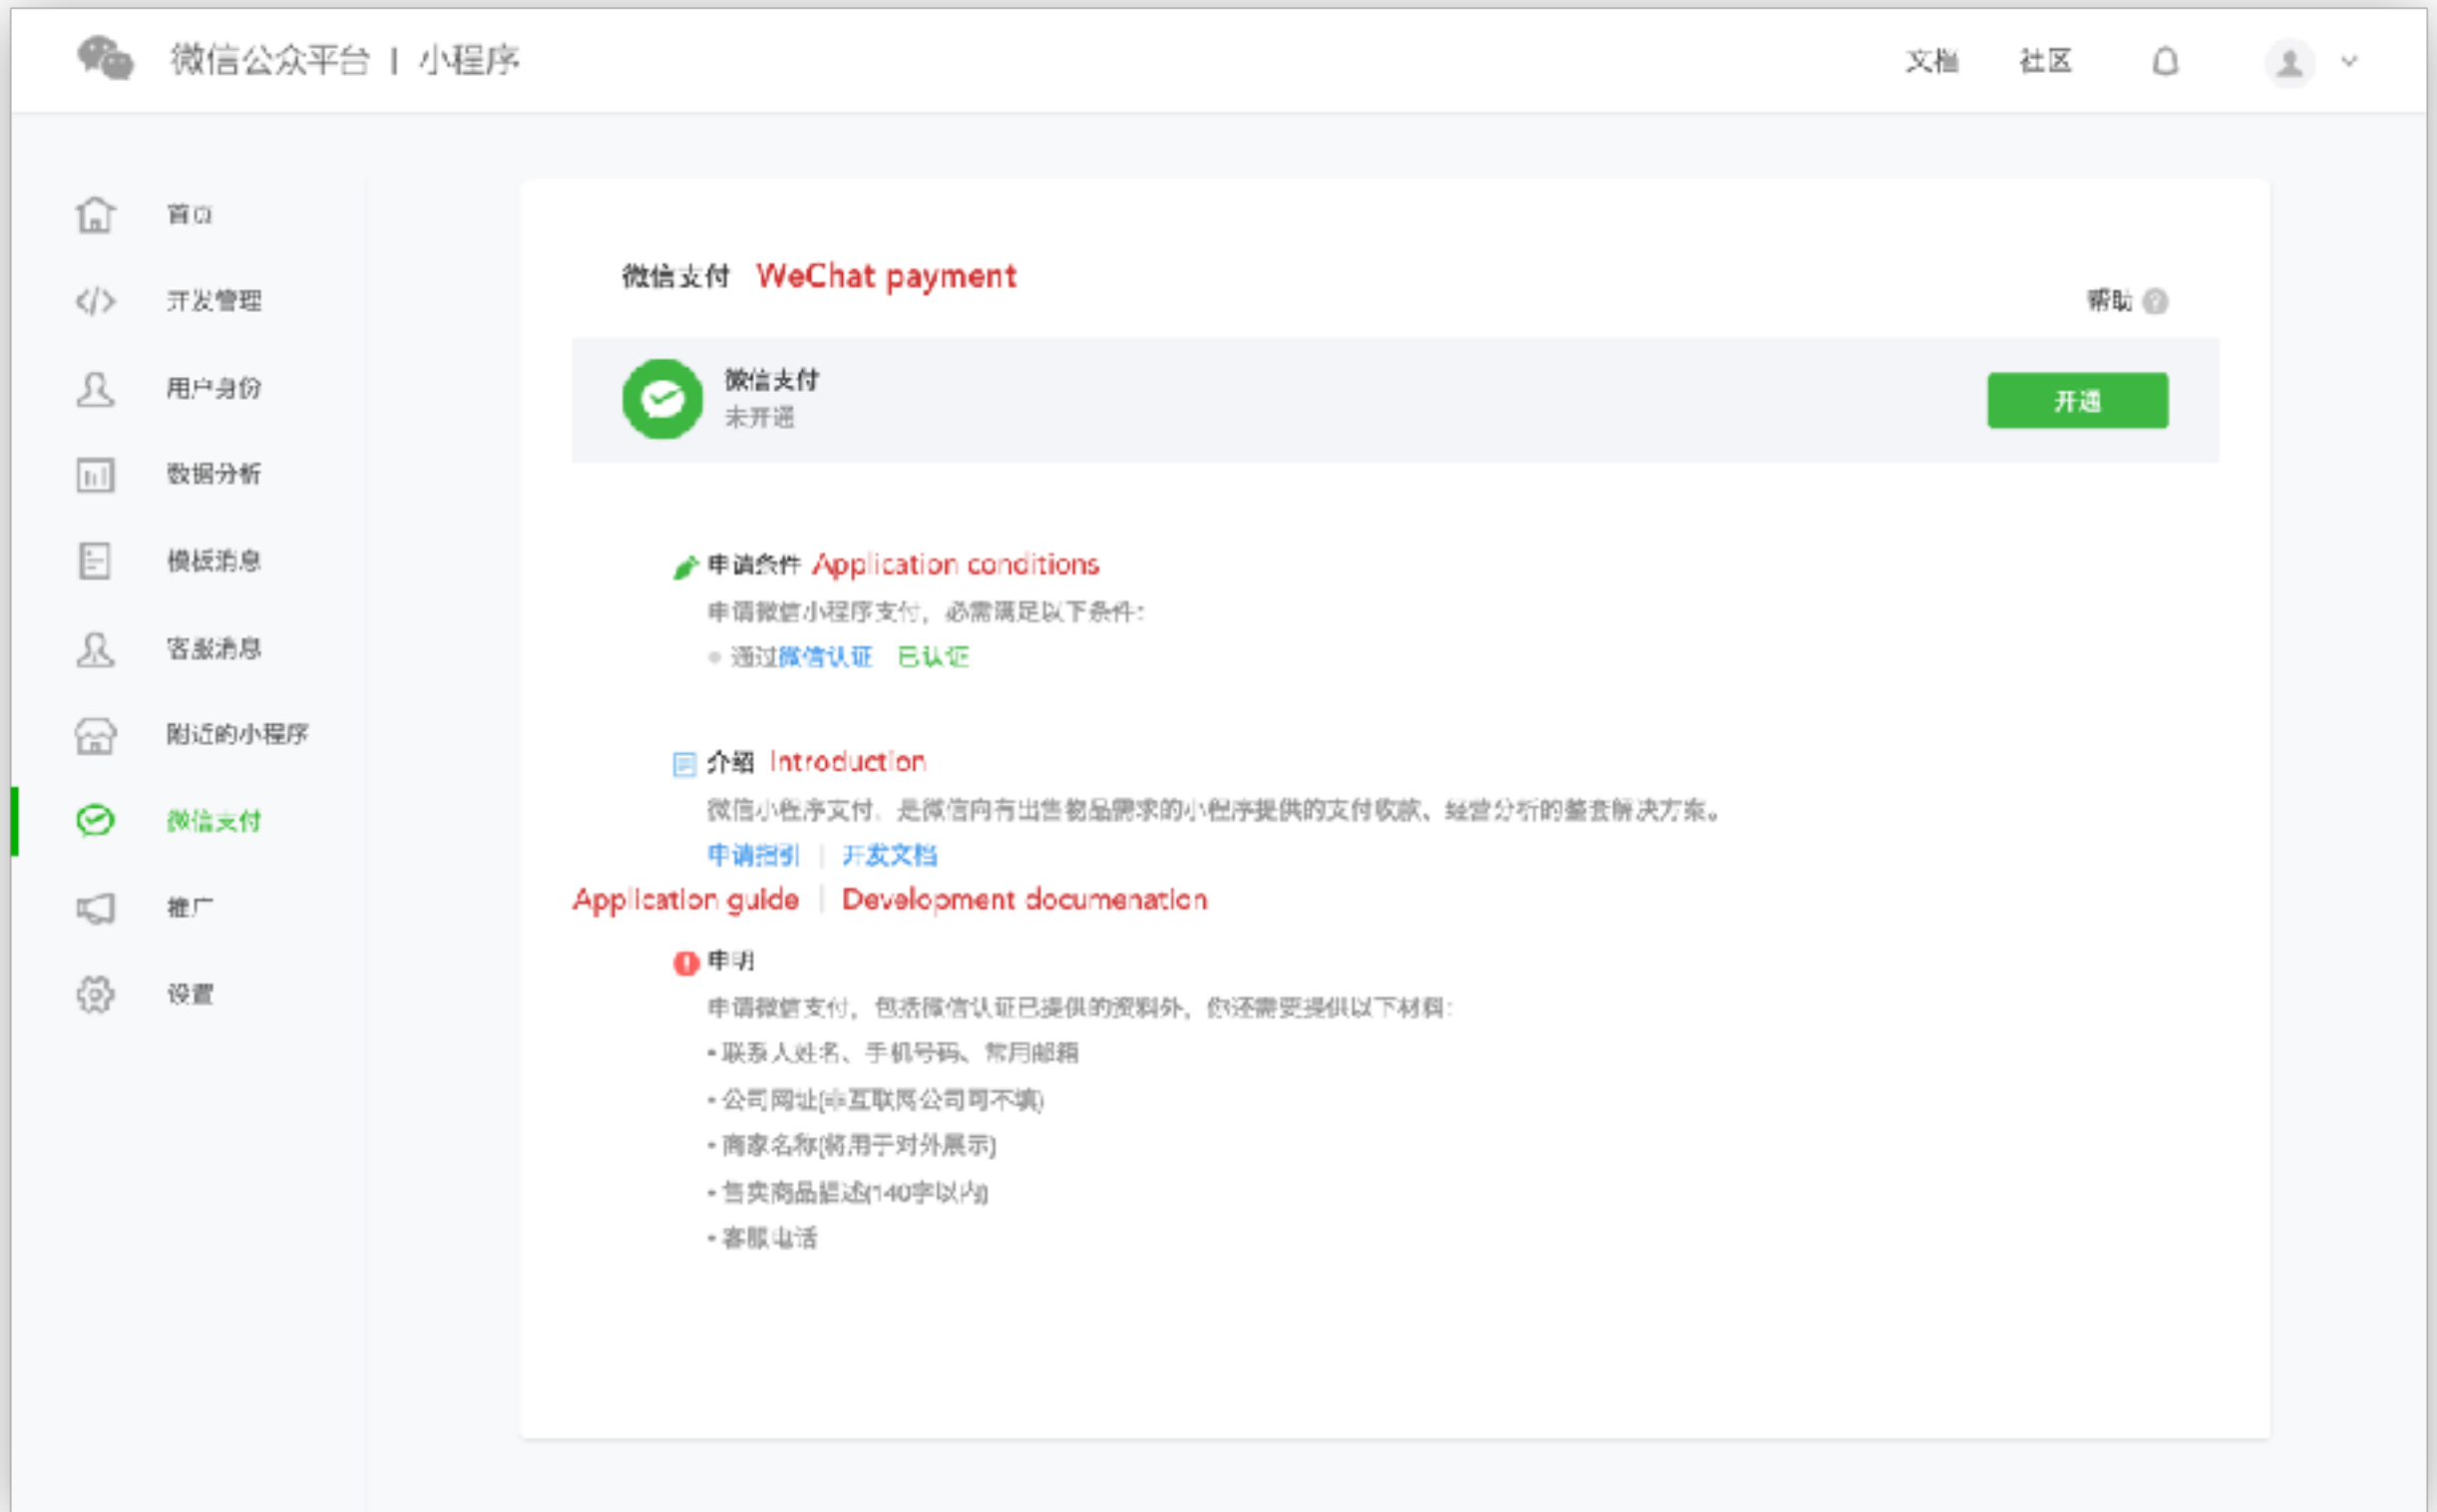 微信公众平台 | 小程序
文档 社区
首页
开发管理
用户身份
数据分析
模板消息
客服消息
附近的小程序
微信支付
推广
设置
微信支付 WeChat payment
帮助 ?
微信支付
未开通
开通
申请条件 Application conditions
申请微信小程序支付，必需满足以下条件：
通过微信认证 已认证
介绍 Introduction
微信小程序支付，是微信向有出售物品需求的小程序提供的支付收款、经营分析的整套解决方案。
申请指引 | 开发文档
Application guide | Development documenation
申明
申请微信支付，包括微信认证已提供的资料外，你还需要提供以下材料：
• 联系人姓名、手机号码、常用邮箱
• 公司网址(非互联网公司可不填)
• 商家名称(将用于对外展示)
• 售卖商品描述(140字以内)
• 客服电话